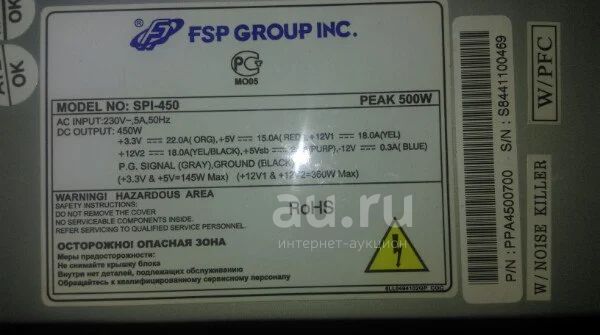 FSP GROUP INC.
PC
MO05
MODEL NO: SPI-450 PEAK 500W
AC INPUT:230V~,5A,50Hz
DC OUTPUT: 450W
+3.3V 22.0A (ORG),+5V 15.0A (RED),+12V1 18.0A(YEL)
+12V2 18.0A(YEL/BLACK),+5Vsb (PURP),-12V 0.3A( BLUE)
P.G. SIGNAL (GRAY),GROUND (BLACK)
(+3.3V & +5V=145W Max) (+12V1 & +12V2=360W Max)
WARNING! HAZARDOUS AREA
SAFETY INSTRUCTIONS:
DO NOT REMOVE THE COVER
NO SERVICEABLE COMPONENTS INSIDE.
REFER SERVICING TO QUALIFIED SERVICE PERSONNEL.
RoHS
ОСТОРОЖНО! ОПАСНАЯ ЗОНА
Меры предосторожности:
Не снимайте крышку блока
Внутри нет деталей, подлежащих обслуживанию
Обращайтесь к квалифицированному сервисному персоналу
au.ru
интернет-аукцион
OK
OK
P/N : PPA4500700 S/N : S8441100469
W/NOISE KILLER
W/PFC